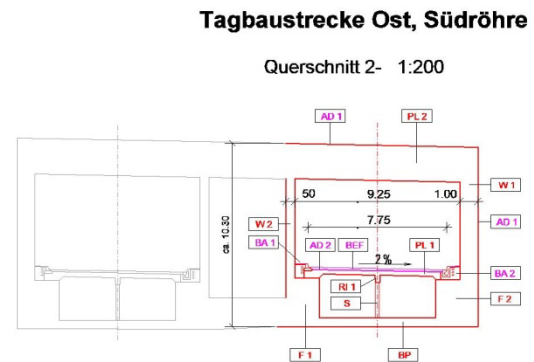 Tagbaustrecke Ost, Südröhre
Querschnitt 2- 1:200
AD 1 PL 2
W 1
50 9.25 1.00
AD 1
W 2 7.75
ca. 10.30
BA 1 AD 2 BEF PL 1
2 %
BA 2
RI 1
S F 2
F 1 BP